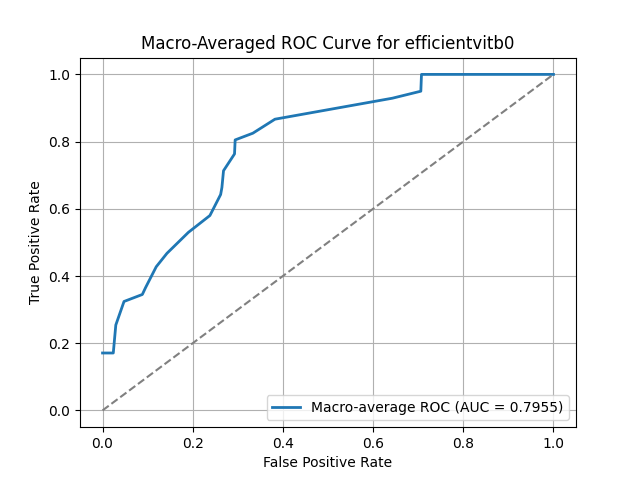 Macro-Averaged ROC Curve for efficientvitb0
1.0
0.8
0.6
0.4
0.2
0.0
True Positive Rate
Macro-average ROC (AUC = 0.7955)
0.0 0.2 0.4 0.6 0.8 1.0
False Positive Rate